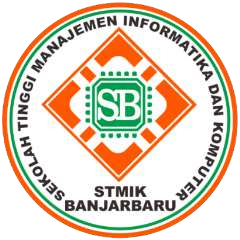 SEKOLAH TINGGI MANAJEMEN INFORMATIKA DAN KOMPUTER
SB
STMIK
BANJARBARU